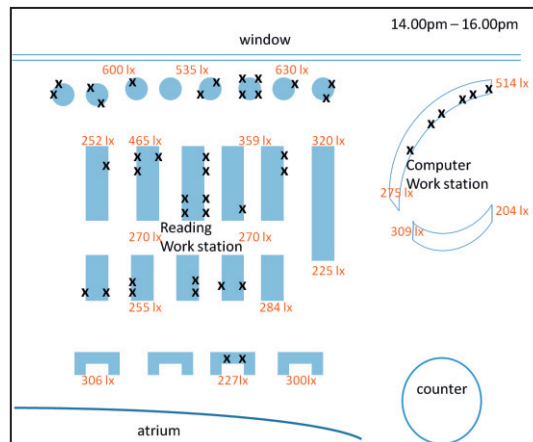 14.00pm – 16.00pm
window
600 lx 535 lx 630 lx
514 lx
x x x x x x x x x x x x x x x
x x x x x x
252 lx 465 lx 359 lx 320 lx
Computer
Work station
x x x x x x x x x x x x x x
275 lx
204 lx
309 lx
Reading
Work station
270 lx 270 lx
225 lx
x x x x x x x x
255 lx 284 lx
x x
306 lx 227 lx 300 lx
counter
atrium